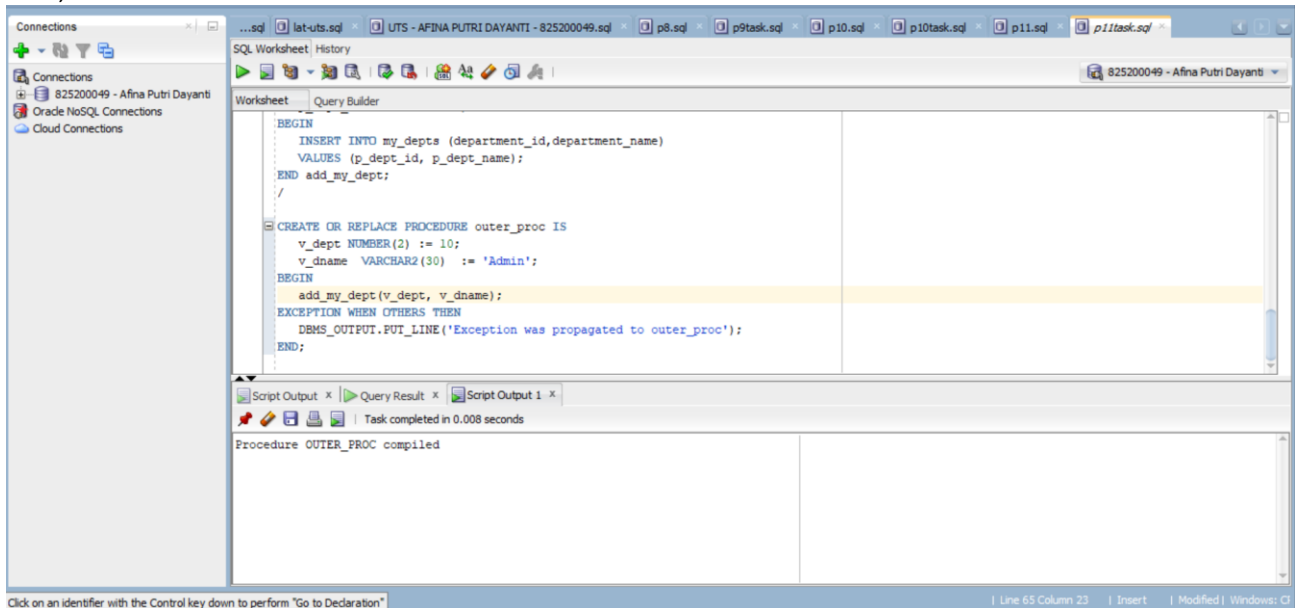 Connections
...sql lat-uts.sql UTS - AFINA PUTRI DAYANTI - 825200049.sql p8.sql p9task.sql p10.sql p10task.sql p11.sql p11task.sql
SQL Worksheet History
825200049 - Afina Putri Dayanti
Connections
825200049 - Afina Putri Dayanti
Oracle NoSQL Connections
Cloud Connections
Worksheet Query Builder
BEGIN
INSERT INTO my_depts (department_id,department_name)
VALUES (p_dept_id, p_dept_name);
END add_my_dept;
/
CREATE OR REPLACE PROCEDURE outer_proc IS
v_dept NUMBER(2) := 10;
v_dname VARCHAR2(30) := 'Admin';
BEGIN
add_my_dept(v_dept, v_dname);
EXCEPTION WHEN OTHERS THEN
DBMS_OUTPUT.PUT_LINE('Exception was propagated to outer_proc');
END;
Script Output x Query Result x Script Output 1 x
Task completed in 0.008 seconds
Procedure OUTER_PROC compiled
Click on an identifier with the Control key down to perform "Go to Declaration"
| Line 65 Column 23 | Insert | Modified | Windows: C